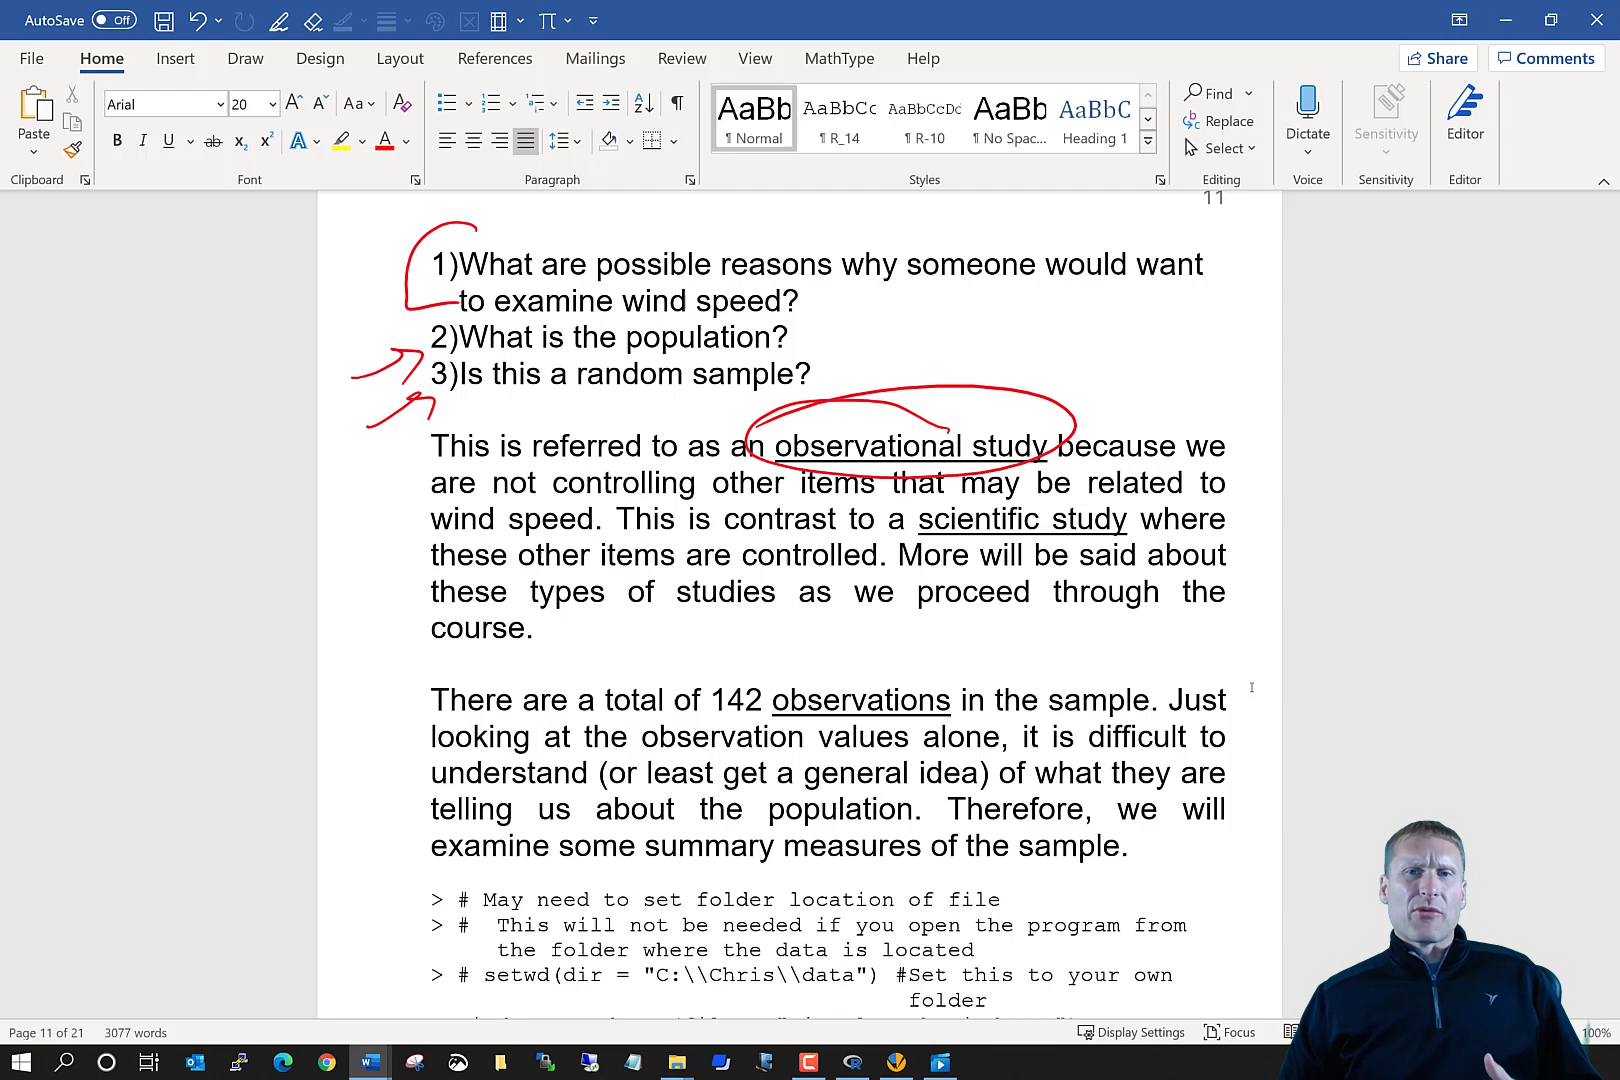 AutoSave Off
File Home Insert Draw Design Layout References Mailings Review View MathType Help Share Comments
Paste
Clipboard
Arial 20
Font
Paragraph
AaBb AaBbCc AaBbCcDd AaBb AaBbC
¶ Normal ¶ R_14 ¶ R-10 ¶ No Spac... Heading 1
Styles
Find
Replace
Select
Editing
Dictate
Voice
Sensitivity
Sensitivity
Editor
Editor
11
1)What are possible reasons why someone would want
to examine wind speed?
2)What is the population?
3)Is this a random sample?
This is referred to as an observational study because we
are not controlling other items that may be related to
wind speed. This is contrast to a scientific study where
these other items are controlled. More will be said about
these types of studies as we proceed through the
course.
There are a total of 142 observations in the sample. Just
looking at the observation values alone, it is difficult to
understand (or least get a general idea) of what they are
telling us about the population. Therefore, we will
examine some summary measures of the sample.
> # May need to set folder location of file
> # This will not be needed if you open the program from
the folder where the data is located
> # setwd(dir = "C:\\Chris\\data") #Set this to your own
folder
Page 11 of 21 3077 words Display Settings Focus 100%